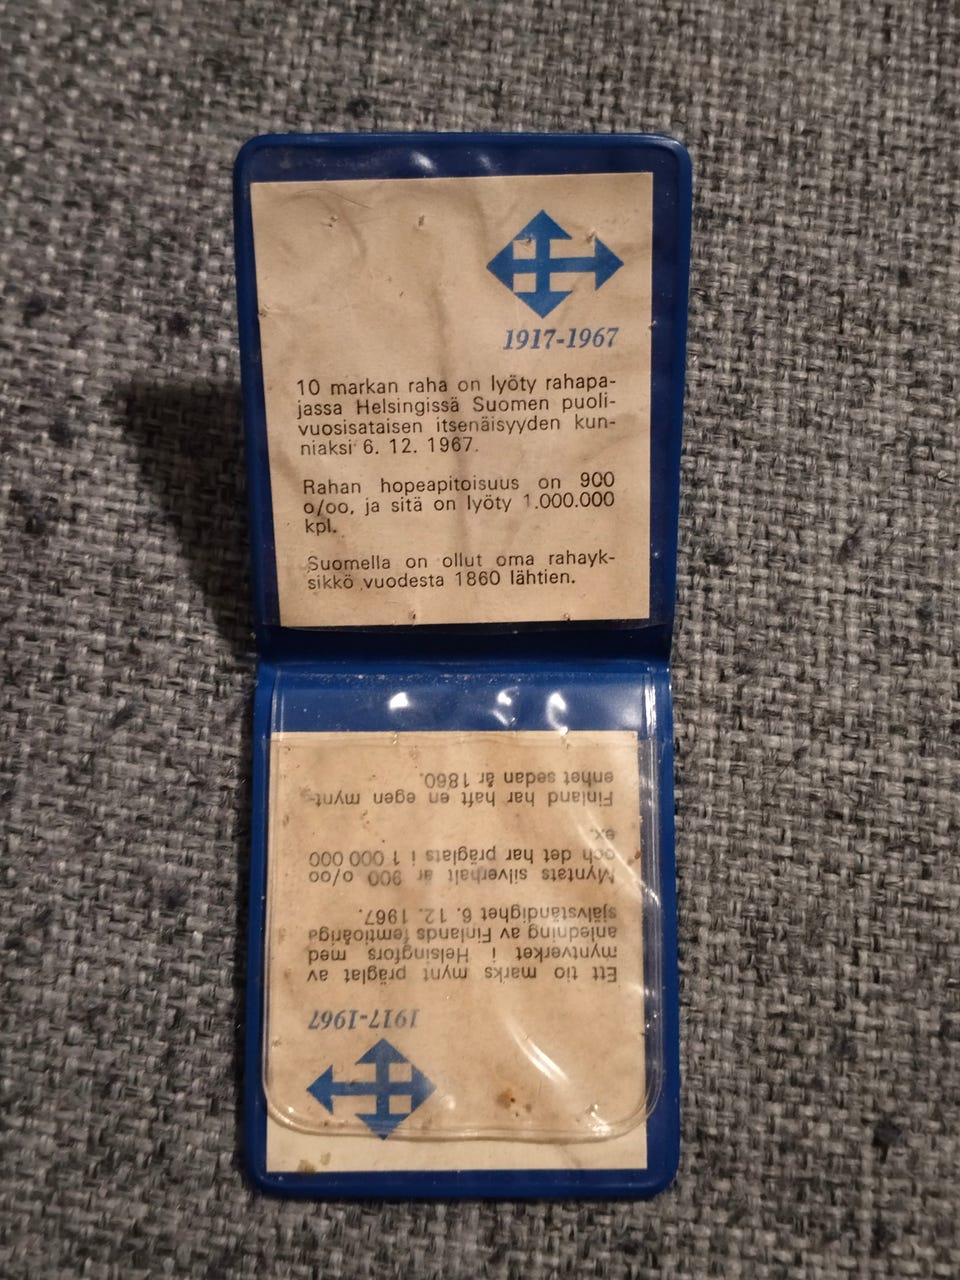 1917-1967
10 markan raha on lyöty rahapa-
jassa Helsingissä Suomen puoli-
vuosisataisen itsenäisyyden kun-
niaksi 6. 12. 1967.
Rahan hopeapitoisuus on 900
o/oo, ja sitä on lyöty 1.000.000
kpl.
Suomella on ollut oma rahayk-
sikkö vuodesta 1860 lähtien.
1917-1967
Ett tio marks mynt präglat av
myntverket i Helsingfors med
anledning av Finlands femtioåriga
självständighet 6. 12. 1967.
Myntats silverhalt är 900 o/oo
och det har präglats i 1 000 000
ex.
Finland har haft en egen mynt-
enhet sedan år 1860.